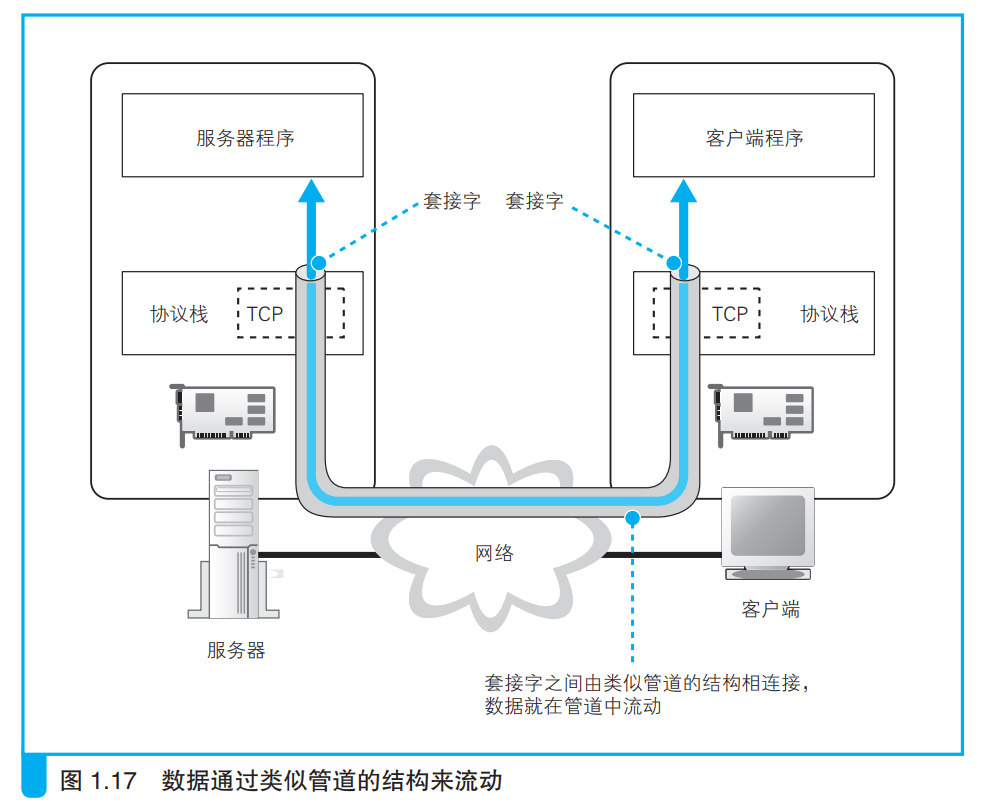 服务器程序
客户端程序
套接字
套接字
协议栈
TCP
TCP
协议栈
网络
服务器
客户端
套接字之间由类似管道的结构相连接，
数据就在管道中流动
图 1.17 数据通过类似管道的结构来流动